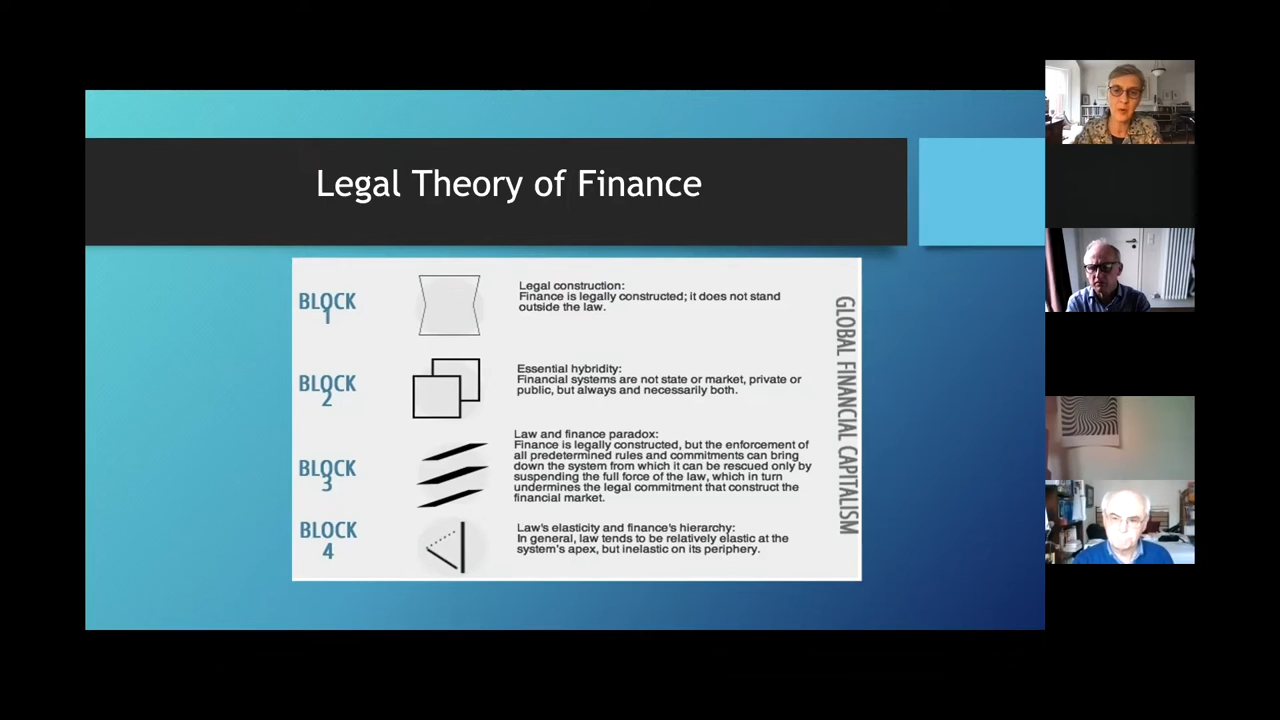 Legal Theory of Finance
BLOCK
1
Legal construction:
Finance is legally constructed; it does not stand
outside the law.
BLOCK
2
Essential hybridity:
Financial systems are not state or market, private or
public, but always and necessarily both.
BLOCK
3
Law and finance paradox:
Finance is legally constructed, but the enforcement of
all predetermined rules and commitments can bring
down the system from which it can be rescued only by
suspending the full force of the law, which in turn
undermines the legal commitment that construct the
financial market.
BLOCK
4
Law's elasticity and finance's hierarchy:
In general, law tends to be relatively elastic at the
system's apex, but inelastic on its periphery.
GLOBAL FINANCIAL CAPITALISM